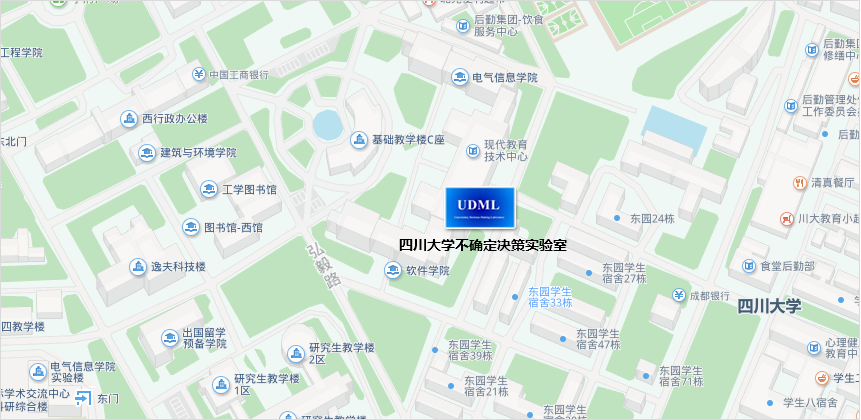 后勤集团-饮食
服务中心
后勤集团
修缮中
工程学院
中国工商银行
电气信息学院
后勤管理处
工作委员会
西行政办公楼
东北门
基础教学楼C座
后勤
建筑与环境学院
现代教育
技术中心
清真餐厅
工学图书馆
UDML
东园24栋
川大教育小超
图书馆-西馆
四川大学不确定决策实验室
弘毅路
逸夫科技楼
软件学院
东园学生
宿舍27栋
食堂后勤部
东园学生
宿舍33栋
成都银行
四川大学
四教学楼
出国留学
预备学院
东园学生
宿舍47栋
研究生教学楼
2区
东园学生
宿舍39栋
心理健
教育中
电气信息学院
实验楼
研究生教学楼
1区
东园学生
宿舍21栋
东园学生
宿舍71栋
学生工
学术交流中心
科研综合楼
东门
学生八宿舍
研究生教学楼
东园学生